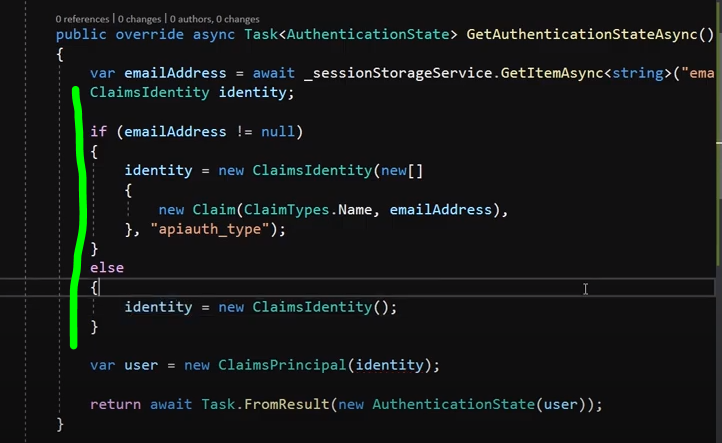 0 references | 0 changes | 0 authors, 0 changes
public override async Task<AuthenticationState> GetAuthenticationStateAsync()
{
var emailAddress = await _sessionStorageService.GetItemAsync<string>("ema
ClaimsIdentity identity;
if (emailAddress != null)
{
identity = new ClaimsIdentity(new[]
{
new Claim(ClaimTypes.Name, emailAddress),
}, "apiauth_type");
}
else
{
identity = new ClaimsIdentity();
}
var user = new ClaimsPrincipal(identity);
return await Task.FromResult(new AuthenticationState(user));
}